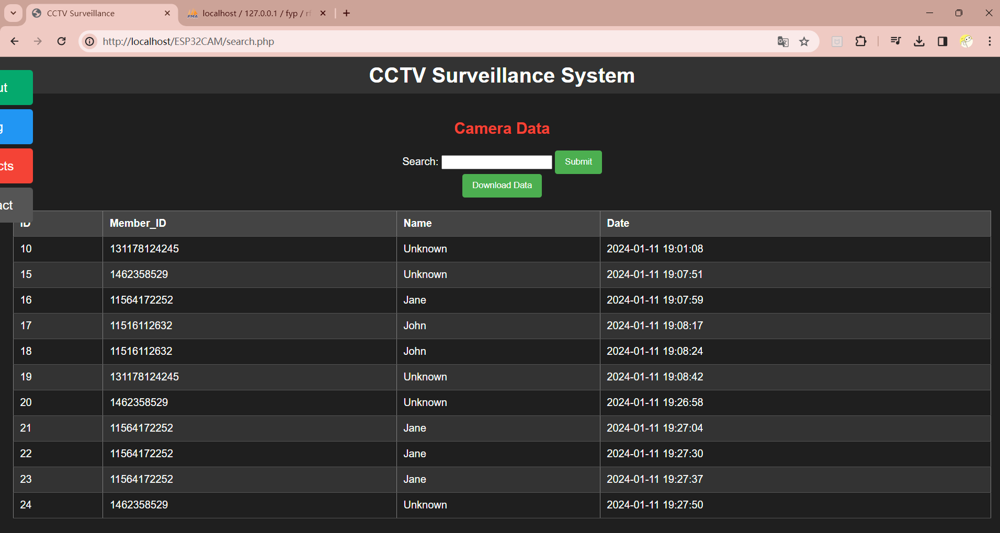 CCTV Surveillance
localhost / 127.0.0.1 / fyp / rf
http://localhost/ESP32CAM/search.php
CCTV Surveillance System
ut
g
cts
act
Camera Data
Search: Submit
Download Data
ID Member_ID Name Date
10 131178124245 Unknown 2024-01-11 19:01:08
15 1462358529 Unknown 2024-01-11 19:07:51
16 11564172252 Jane 2024-01-11 19:07:59
17 11516112632 John 2024-01-11 19:08:17
18 11516112632 John 2024-01-11 19:08:24
19 131178124245 Unknown 2024-01-11 19:08:42
20 1462358529 Unknown 2024-01-11 19:26:58
21 11564172252 Jane 2024-01-11 19:27:04
22 11564172252 Jane 2024-01-11 19:27:30
23 11564172252 Jane 2024-01-11 19:27:37
24 1462358529 Unknown 2024-01-11 19:27:50